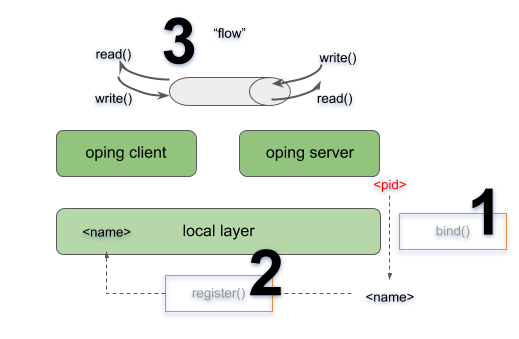 3
“flow”
read()
write()
write()
read()
oping client
oping server
<pid>
1
<name>
local layer
bind()
2
register()
<name>